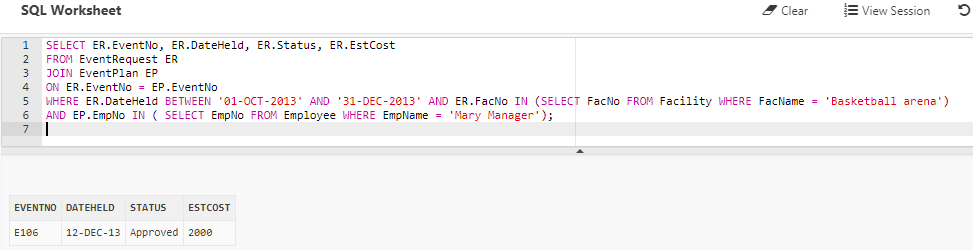 SQL Worksheet
Clear
View Session
1 SELECT ER.EventNo, ER.DateHeld, ER.Status, ER.EstCost
2 FROM EventRequest ER
3 JOIN EventPlan EP
4 ON ER.EventNo = EP.EventNo
5 WHERE ER.DateHeld BETWEEN '01-OCT-2013' AND '31-DEC-2013' AND ER.FacNo IN (SELECT FacNo FROM Facility WHERE FacName = 'Basketball arena')
6 AND EP.EmpNo IN ( SELECT EmpNo FROM Employee WHERE EmpName = 'Mary Manager');
7
EVENTNO DATEHELD STATUS ESTCOST
E106 12-DEC-13 Approved 2000